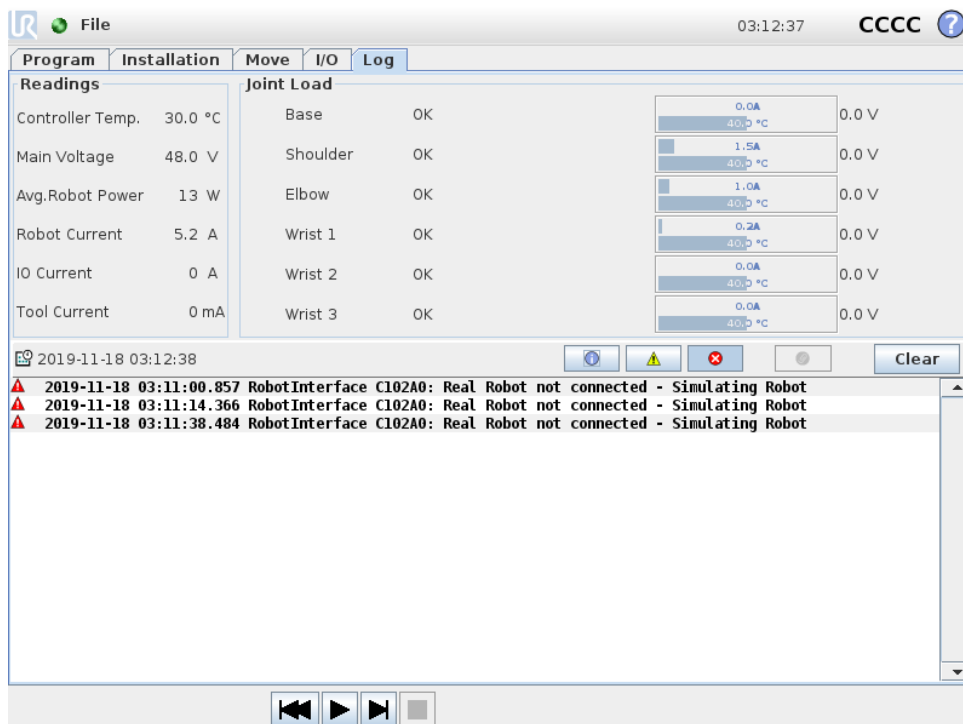 UR File 03:12:37 CCCC ?
Program Installation Move I/O Log
Readings Joint Load
Controller Temp. 30.0 °C
Main Voltage 48.0 V
Avg.Robot Power 13 W
Robot Current 5.2 A
IO Current 0 A
Tool Current 0 mA
Base OK 0.0A 40.0 °C 0.0 V
Shoulder OK 1.5A 40.0 °C 0.0 V
Elbow OK 1.0A 40.0 °C 0.0 V
Wrist 1 OK 0.2A 40.0 °C 0.0 V
Wrist 2 OK 0.0A 40.0 °C 0.0 V
Wrist 3 OK 0.0A 40.0 °C 0.0 V
2019-11-18 03:12:38 Clear
2019-11-18 03:11:00.857 RobotInterface C102A0: Real Robot not connected - Simulating Robot
2019-11-18 03:11:14.366 RobotInterface C102A0: Real Robot not connected - Simulating Robot
2019-11-18 03:11:38.484 RobotInterface C102A0: Real Robot not connected - Simulating Robot